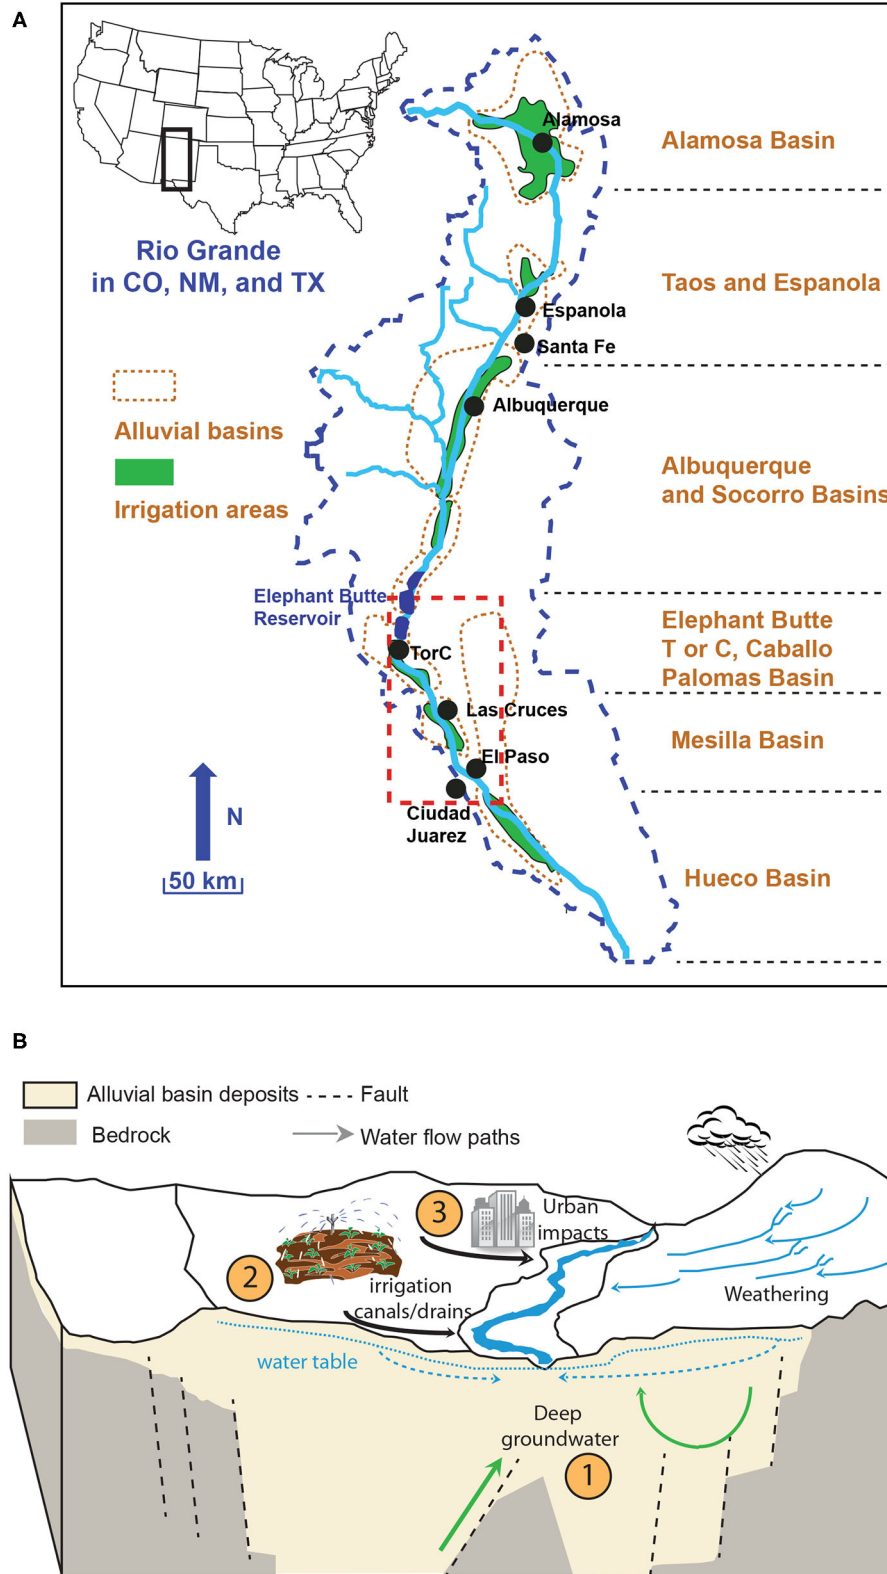 A
Alamosa
Alamosa Basin
Rio Grande
in CO, NM, and TX
Taos and Espanola
Espanola
Santa Fe
Alluvial basins
Albuquerque
Albuquerque
and Socorro Basins
Irrigation areas
Elephant Butte
Reservoir
Elephant Butte
T or C, Caballo
Palomas Basin
TorC
Las Cruces
Mesilla Basin
El Paso
Ciudad
Juarez
N
50 km
Hueco Basin
B
Alluvial basin deposits
Fault
Bedrock
Water flow paths
3
Urban
impacts
2
irrigation
canals/drains
Weathering
water table
Deep
groundwater
1